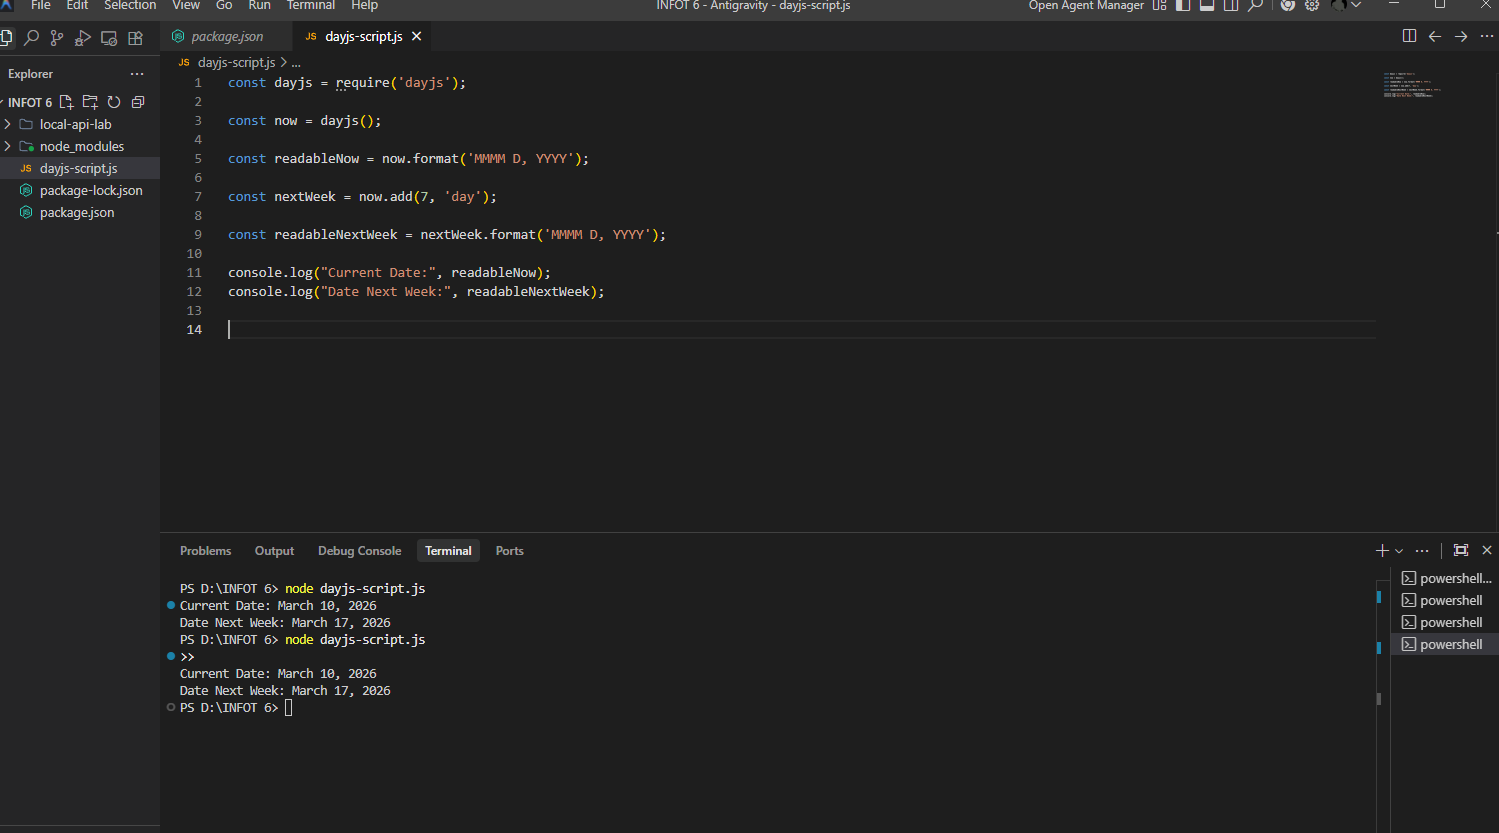 File Edit Selection View Go Run Terminal Help
INFOT 6 - Antigravity - dayjs-script.js
Open Agent Manager
package.json
JS dayjs-script.js
Explorer
JS dayjs-script.js > ...
INFOT 6
local-api-lab
node_modules
JS dayjs-script.js
package-lock.json
package.json
1 const dayjs = require('dayjs');
2
3 const now = dayjs();
4
5 const readableNow = now.format('MMMM D, YYYY');
6
7 const nextWeek = now.add(7, 'day');
8
9 const readableNextWeek = nextWeek.format('MMMM D, YYYY');
10
11 console.log("Current Date:", readableNow);
12 console.log("Date Next Week:", readableNextWeek);
13
14
Problems Output Debug Console Terminal Ports
PS D:\INFOT 6> node dayjs-script.js
Current Date: March 10, 2026
Date Next Week: March 17, 2026
PS D:\INFOT 6> node dayjs-script.js
>>
Current Date: March 10, 2026
Date Next Week: March 17, 2026
PS D:\INFOT 6>
powershell...
powershell
powershell
powershell